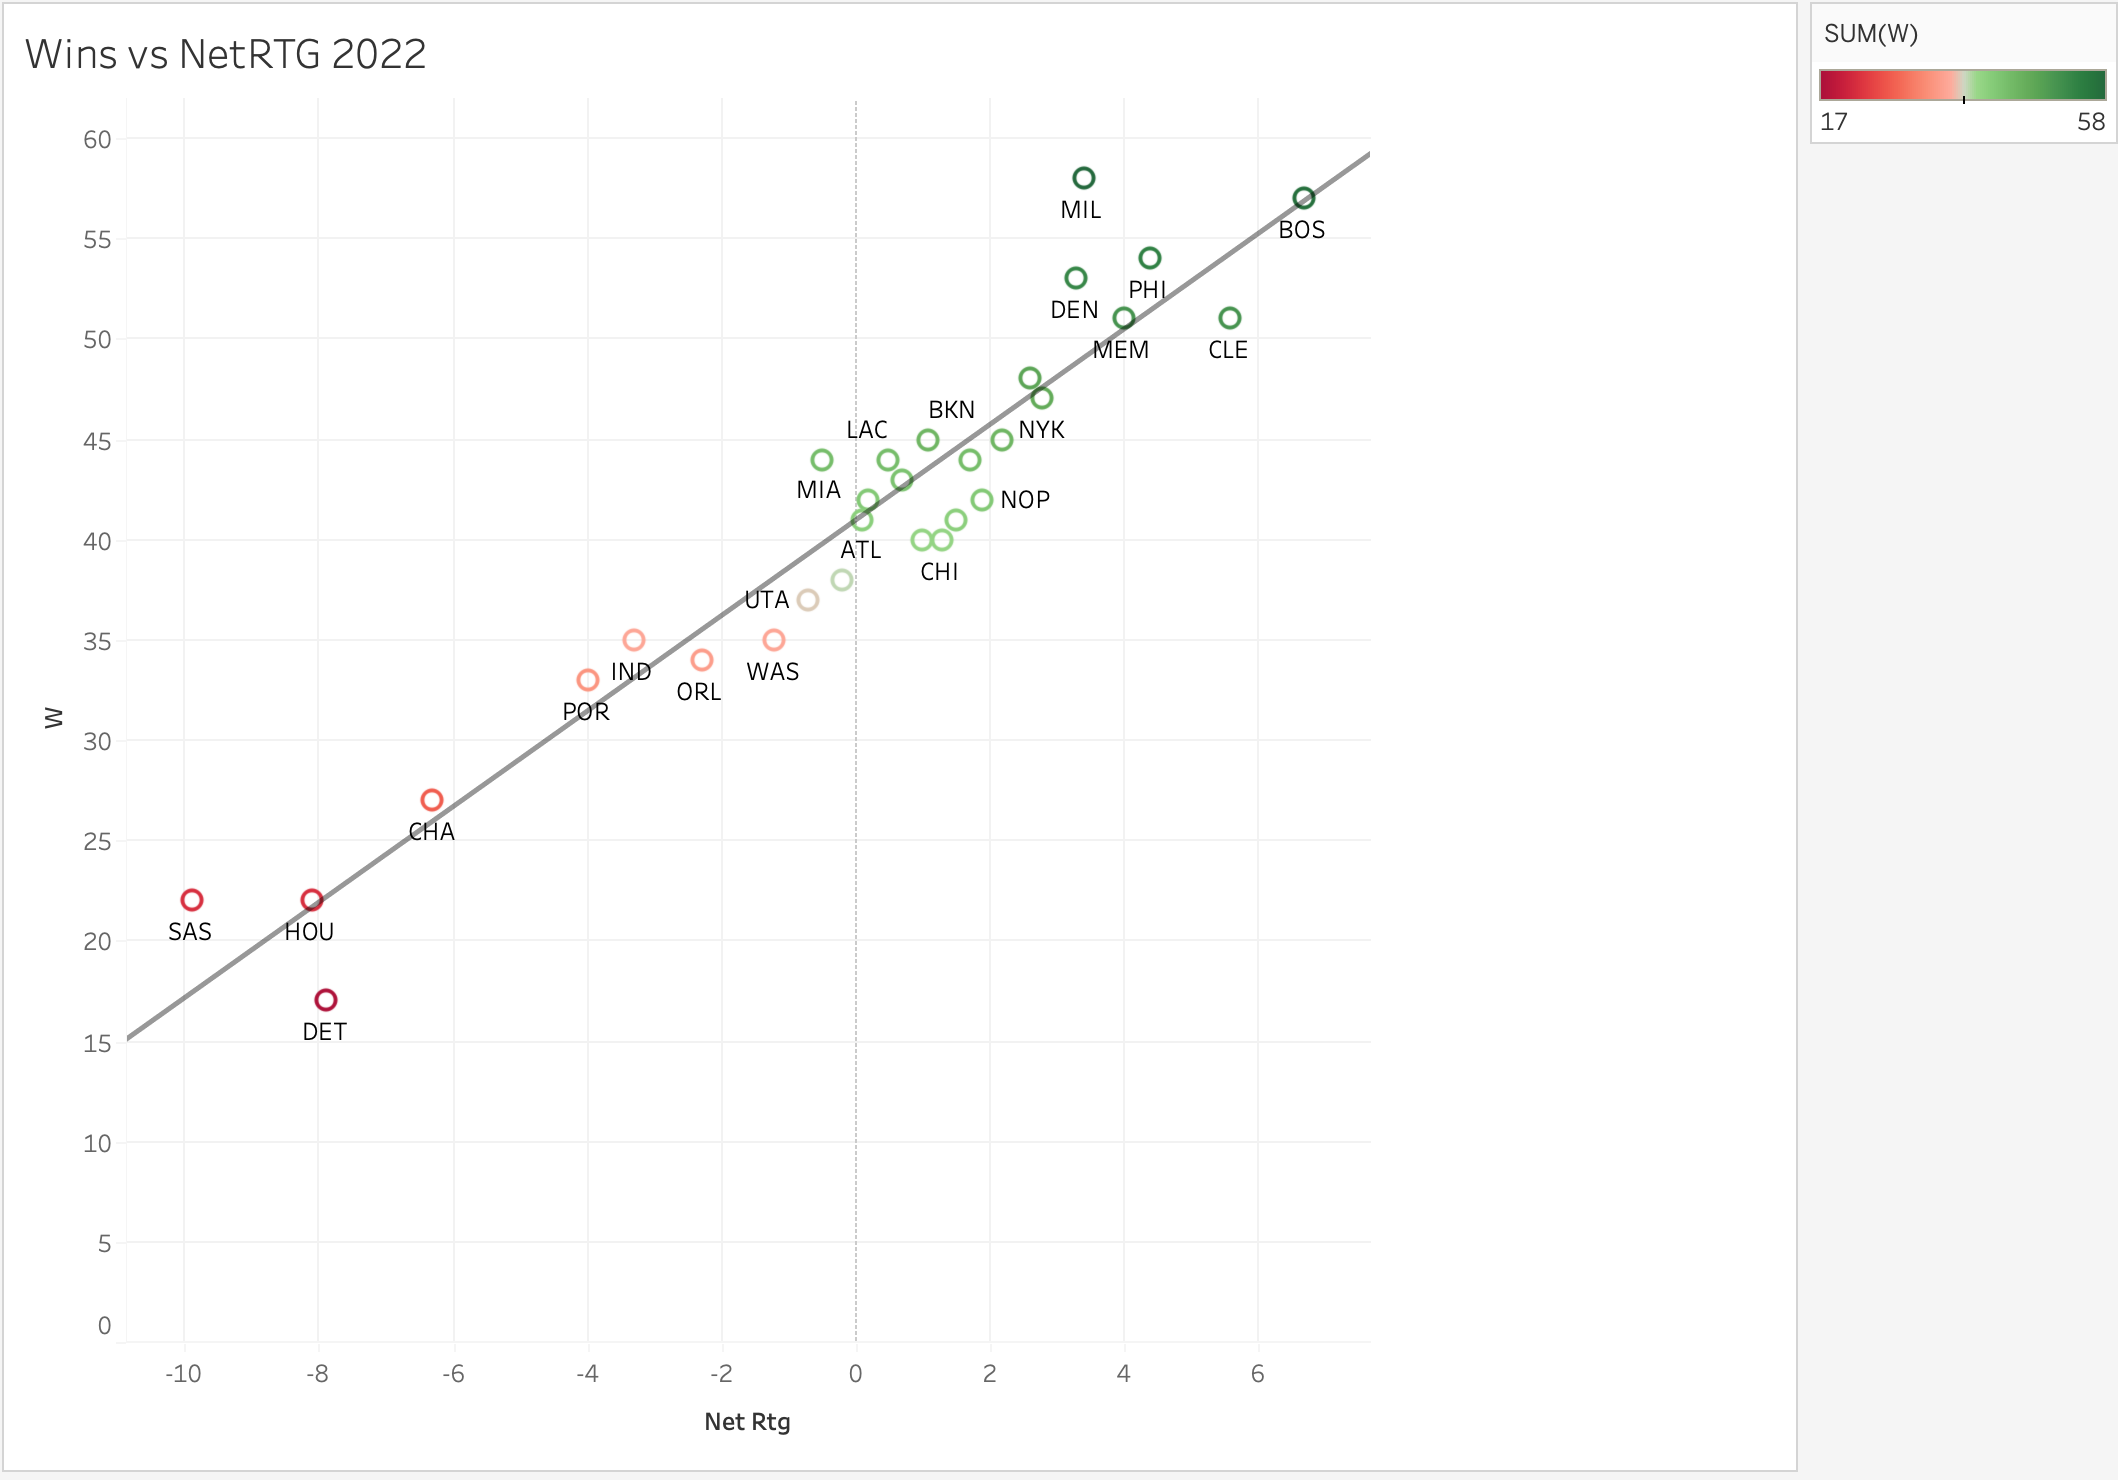 Wins vs NetRTG 2022
SUM(W)
17 58
60
55
50
45
40
35
30
25
20
15
10
5
0
W
MIL
BOS
PHI
DEN
MEM
CLE
BKN
LAC
NYK
MIA
NOP
ATL
CHI
UTA
IND
WAS
ORL
POR
CHA
SAS
HOU
DET
-10 -8 -6 -4 -2 0 2 4 6
Net Rtg